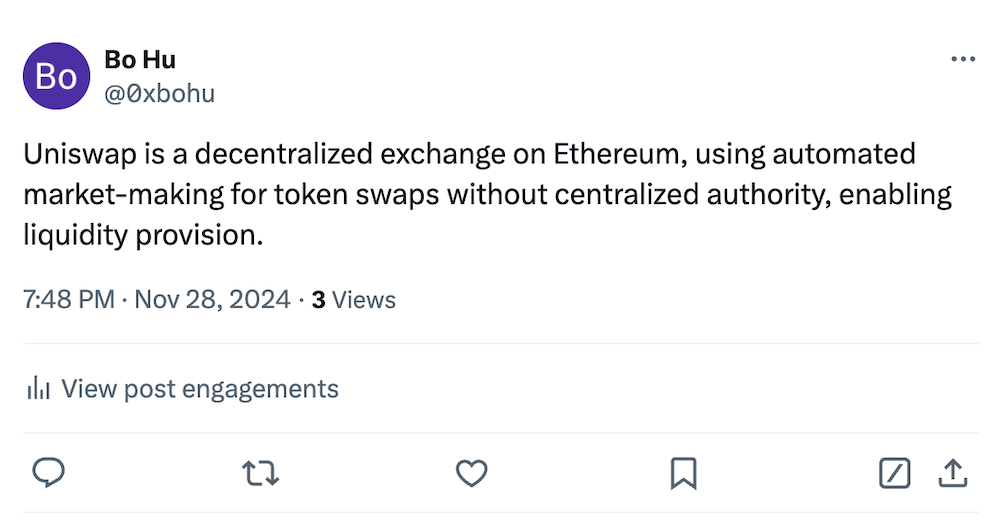 Bo
Bo Hu
@0xbohu
Uniswap is a decentralized exchange on Ethereum, using automated
market-making for token swaps without centralized authority, enabling
liquidity provision.
7:48 PM · Nov 28, 2024 · 3 Views
View post engagements